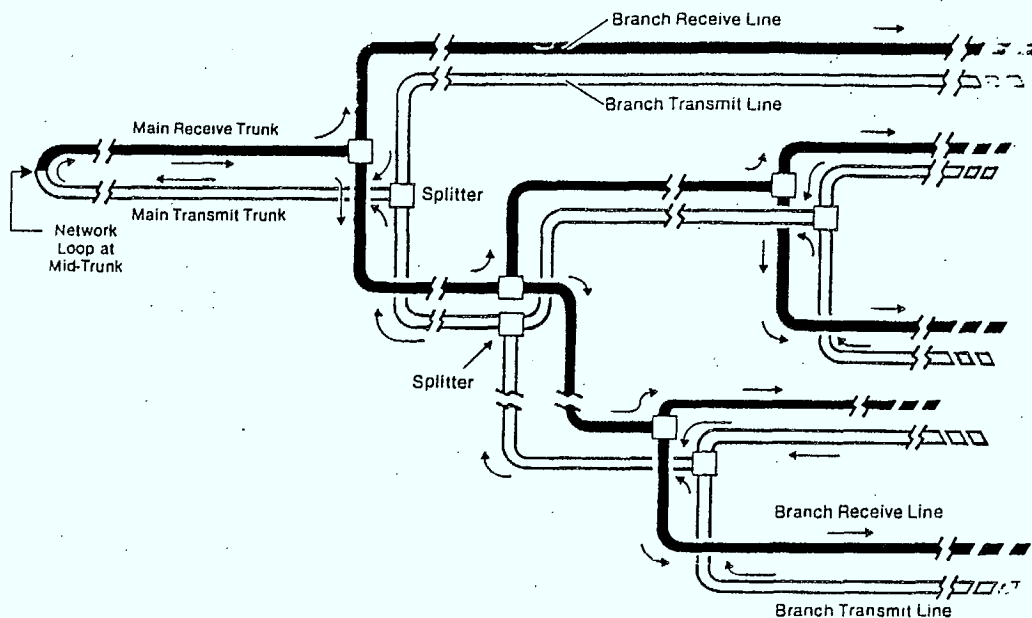 Branch Receive Line
Branch Transmit Line
Main Receive Trunk
Main Transmit Trunk
Splitter
Network
Loop at
Mid-Trunk
Splitter
Branch Receive Line
Branch Transmit Line